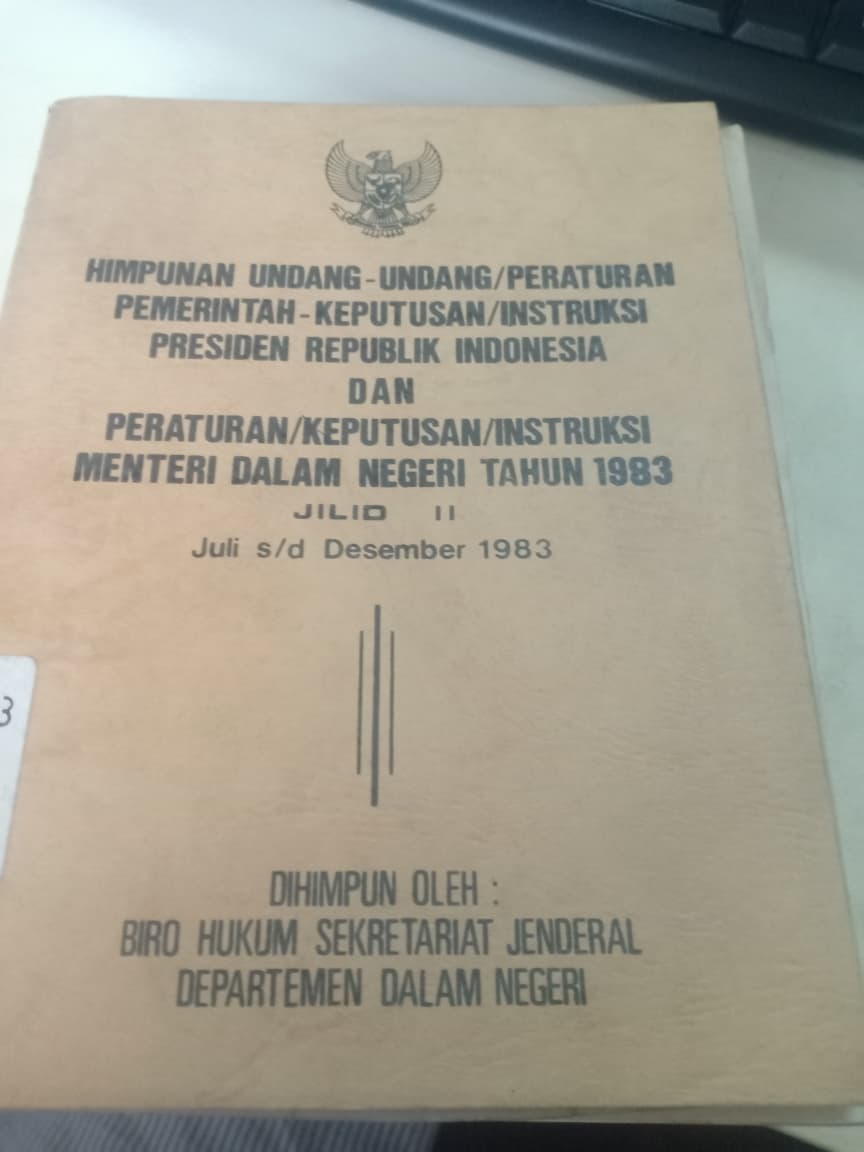 HIMPUNAN UNDANG-UNDANG/PERATURAN
PEMERINTAH-KEPUTUSAN/INSTRUKSI
PRESIDEN REPUBLIK INDONESIA
DAN
PERATURAN/KEPUTUSAN/INSTRUKSI
MENTERI DALAM NEGERI TAHUN 1983
JILID II
Juli s/d Desember 1983
3
DIHIMPUN OLEH :
BIRO HUKUM SEKRETARIAT JENDERAL
DEPARTEMEN DALAM NEGERI